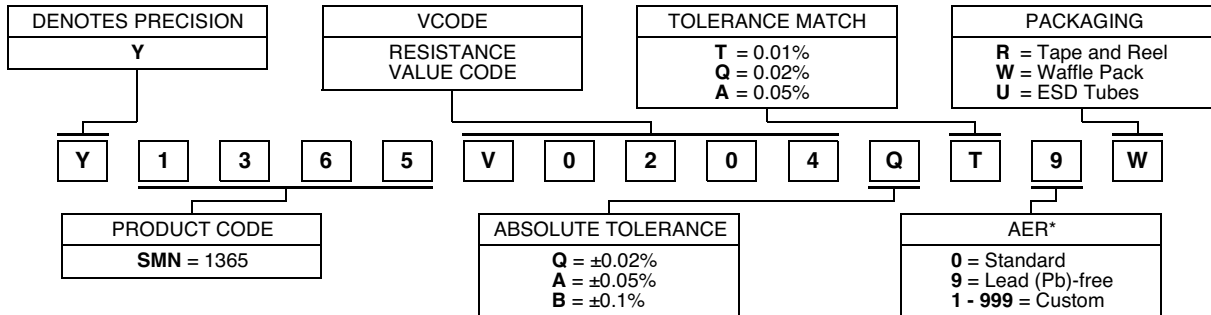 DENOTES PRECISION
Y
VCODE
RESISTANCE
VALUE CODE
TOLERANCE MATCH
T = 0.01%
Q = 0.02%
A = 0.05%
PACKAGING
R = Tape and Reel
W = Waffle Pack
U = ESD Tubes
Y 1 3 6 5 V 0 2 0 4 Q T 9 W
PRODUCT CODE
SMN = 1365
ABSOLUTE TOLERANCE
Q = ±0.02%
A = ±0.05%
B = ±0.1%
AER*
0 = Standard
9 = Lead (Pb)-free
1 - 999 = Custom